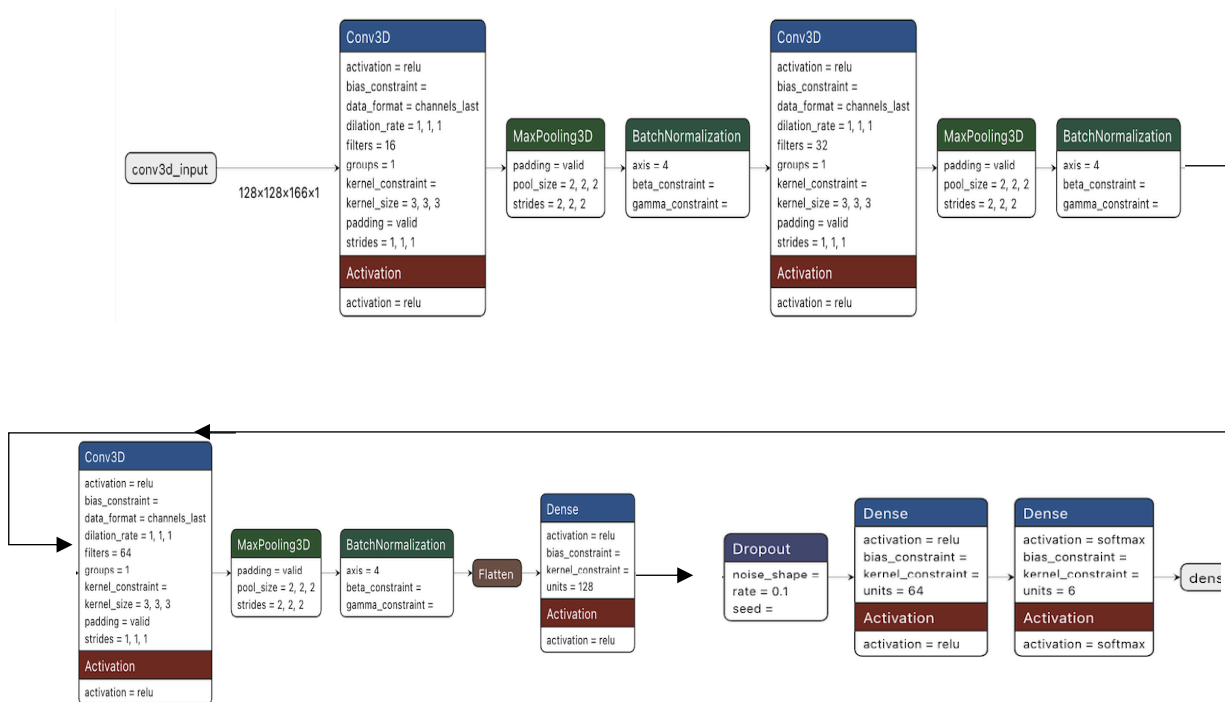 conv3d_input
128×128×166×1
Conv3D
activation = relu
bias_constraint =
data_format = channels_last
dilation_rate = 1, 1, 1
filters = 16
groups = 1
kernel_constraint =
kernel_size = 3, 3, 3
padding = valid
strides = 1, 1, 1
Activation
activation = relu
MaxPooling3D
padding = valid
pool_size = 2, 2, 2
strides = 2, 2, 2
BatchNormalization
axis = 4
beta_constraint =
gamma_constraint =
Conv3D
activation = relu
bias_constraint =
data_format = channels_last
dilation_rate = 1, 1, 1
filters = 32
groups = 1
kernel_constraint =
kernel_size = 3, 3, 3
padding = valid
strides = 1, 1, 1
Activation
activation = relu
MaxPooling3D
padding = valid
pool_size = 2, 2, 2
strides = 2, 2, 2
BatchNormalization
axis = 4
beta_constraint =
gamma_constraint =
Conv3D
activation = relu
bias_constraint =
data_format = channels_last
dilation_rate = 1, 1, 1
filters = 64
groups = 1
kernel_constraint =
kernel_size = 3, 3, 3
padding = valid
strides = 1, 1, 1
Activation
activation = relu
MaxPooling3D
padding = valid
pool_size = 2, 2, 2
strides = 2, 2, 2
BatchNormalization
axis = 4
beta_constraint =
gamma_constraint =
Flatten
Dense
activation = relu
bias_constraint =
kernel_constraint =
units = 128
Activation
activation = relu
Dropout
noise_shape =
rate = 0.1
seed =
Dense
activation = relu
bias_constraint =
kernel_constraint =
units = 64
Activation
activation = relu
Dense
activation = softmax
bias_constraint =
kernel_constraint =
units = 6
Activation
activation = softmax
dens